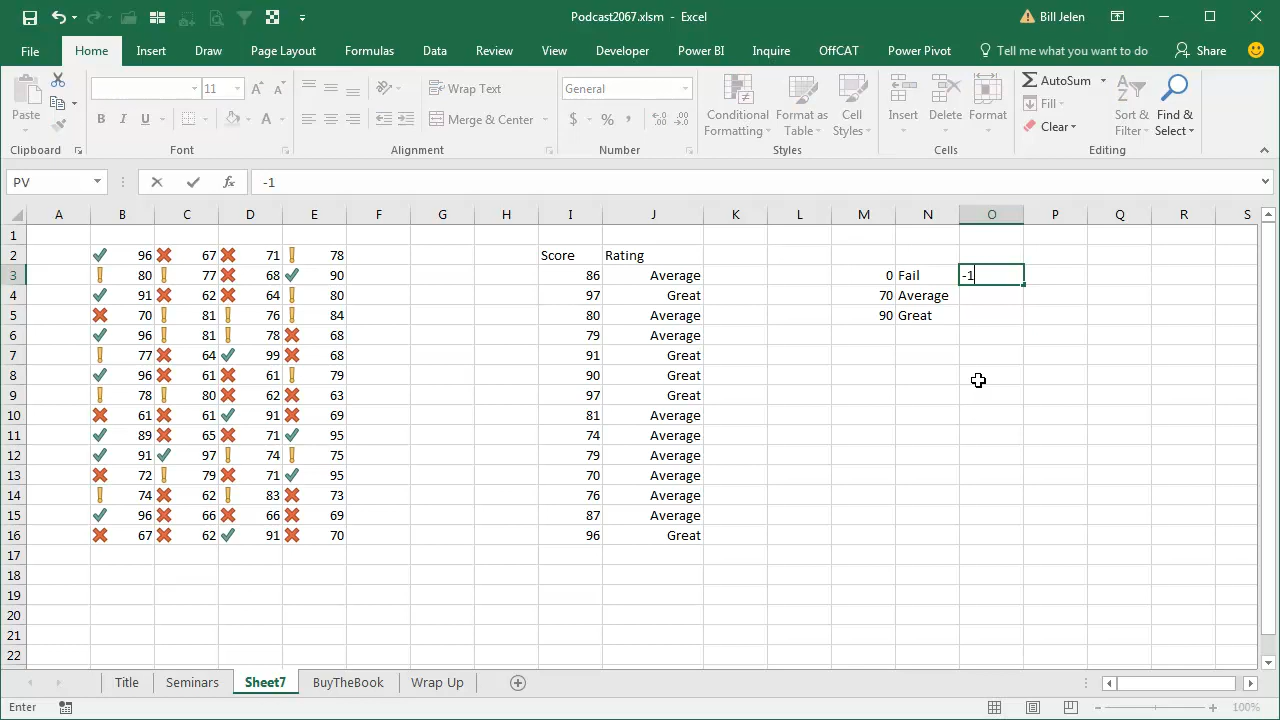 Podcast2067.xlsm - Excel
Bill Jelen
File Home Insert Draw Page Layout Formulas Data Review View Developer Power BI Inquire OffCAT Power Pivot Tell me what you want to do Share
11 Wrap Text General AutoSum
Paste B I U Merge & Center $ % Conditional Formatting Format as Table Cell Styles Insert Delete Format Fill Clear Sort & Filter Find & Select
Clipboard Font Alignment Number Styles Cells Editing
PV fx -1
A B C D E F G H I J K L M N O P Q R S
1
2 96 67 71 78 Score Rating
3 80 77 68 90 86 Average 0 Fail -1
4 91 62 64 80 97 Great 70 Average
5 70 81 76 84 80 Average 90 Great
6 96 81 78 68 79 Average
7 77 64 99 68 91 Great
8 96 61 61 79 90 Great
9 78 80 62 63 97 Great
10 61 61 91 69 81 Average
11 89 65 71 95 74 Average
12 91 97 74 75 79 Average
13 72 79 71 95 70 Average
14 74 62 83 73 76 Average
15 96 66 66 69 87 Average
16 67 62 91 70 96 Great
17
18
19
20
21
22
Title Seminars Sheet7 BuyTheBook Wrap Up
Enter 100%